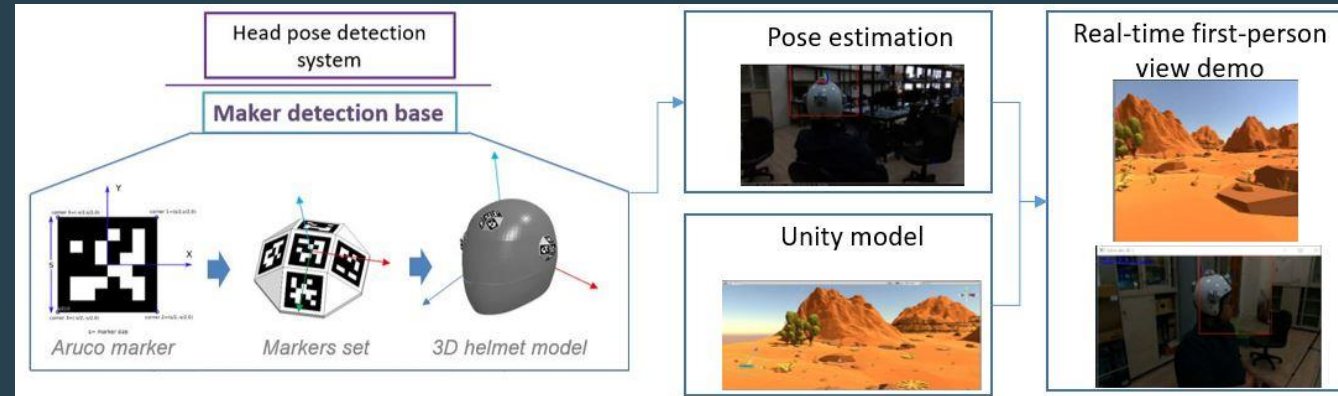 Head pose detection
system
Maker detection base
Y
X
S
Aruco marker
Markers set
3D helmet model
Pose estimation
Unity model
Real-time first-person
view demo